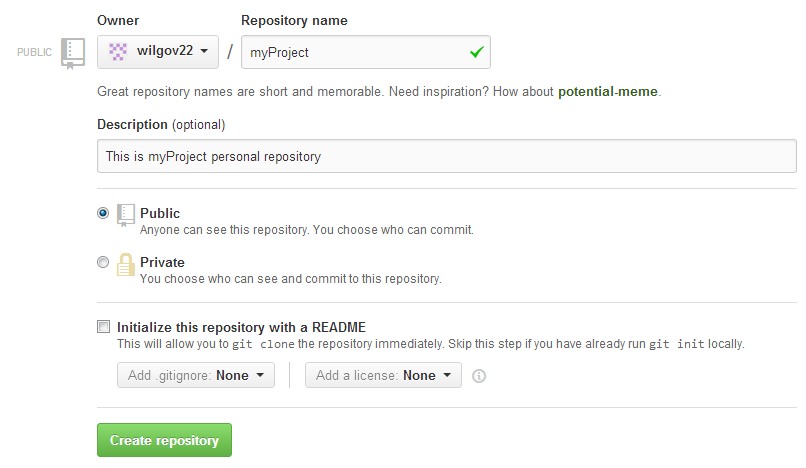 Owner Repository name
PUBLIC wilgov22 / myProject
Great repository names are short and memorable. Need inspiration? How about potential-meme.
Description (optional)
This is myProject personal repository
Public
Anyone can see this repository. You choose who can commit.
Private
You choose who can see and commit to this repository.
Initialize this repository with a README
This will allow you to git clone the repository immediately. Skip this step if you have already run git init locally.
Add .gitignore: None Add a license: None
Create repository